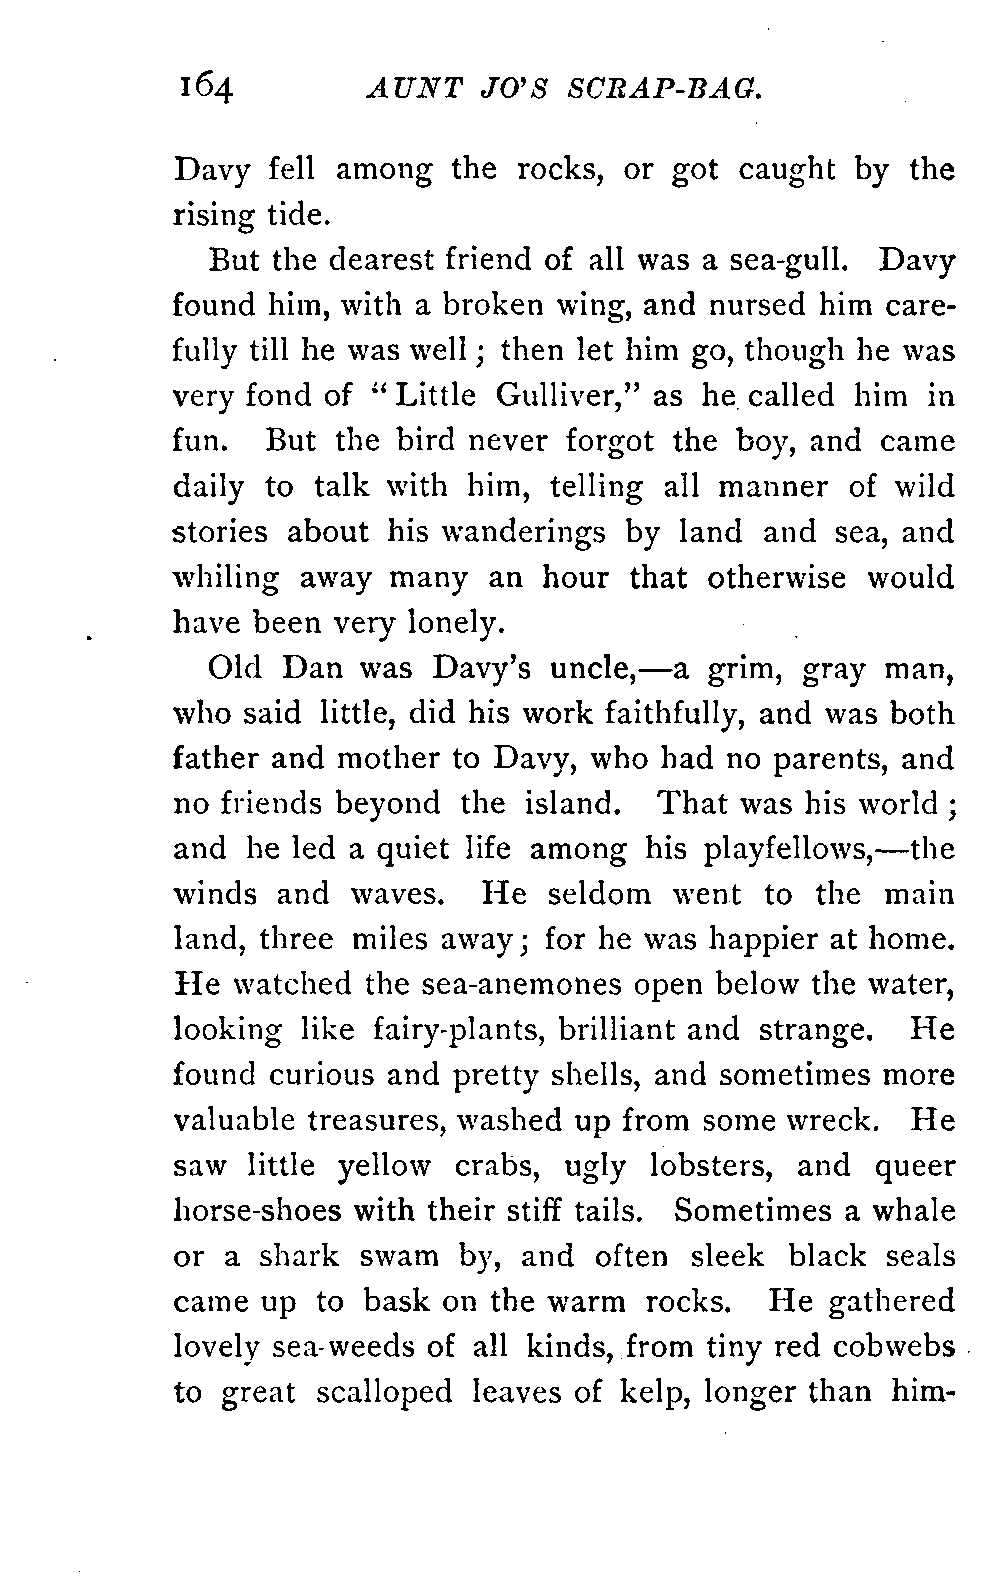 164 AUNT JO'S SCRAP-BAG.
Davy fell among the rocks, or got caught by the
rising tide.
But the dearest friend of all was a sea-gull. Davy
found him, with a broken wing, and nursed him care-
fully till he was well; then let him go, though he was
very fond of "Little Gulliver," as he called him in
fun. But the bird never forgot the boy, and came
daily to talk with him, telling all manner of wild
stories about his wanderings by land and sea, and
whiling away many an hour that otherwise would
have been very lonely.
Old Dan was Davy's uncle,—a grim, gray man,
who said little, did his work faithfully, and was both
father and mother to Davy, who had no parents, and
no friends beyond the island. That was his world;
and he led a quiet life among his playfellows,—the
winds and waves. He seldom went to the main
land, three miles away; for he was happier at home.
He watched the sea-anemones open below the water,
looking like fairy-plants, brilliant and strange. He
found curious and pretty shells, and sometimes more
valuable treasures, washed up from some wreck. He
saw little yellow crabs, ugly lobsters, and queer
horse-shoes with their stiff tails. Sometimes a whale
or a shark swam by, and often sleek black seals
came up to bask on the warm rocks. He gathered
lovely sea-weeds of all kinds, from tiny red cobwebs
to great scalloped leaves of kelp, longer than him-